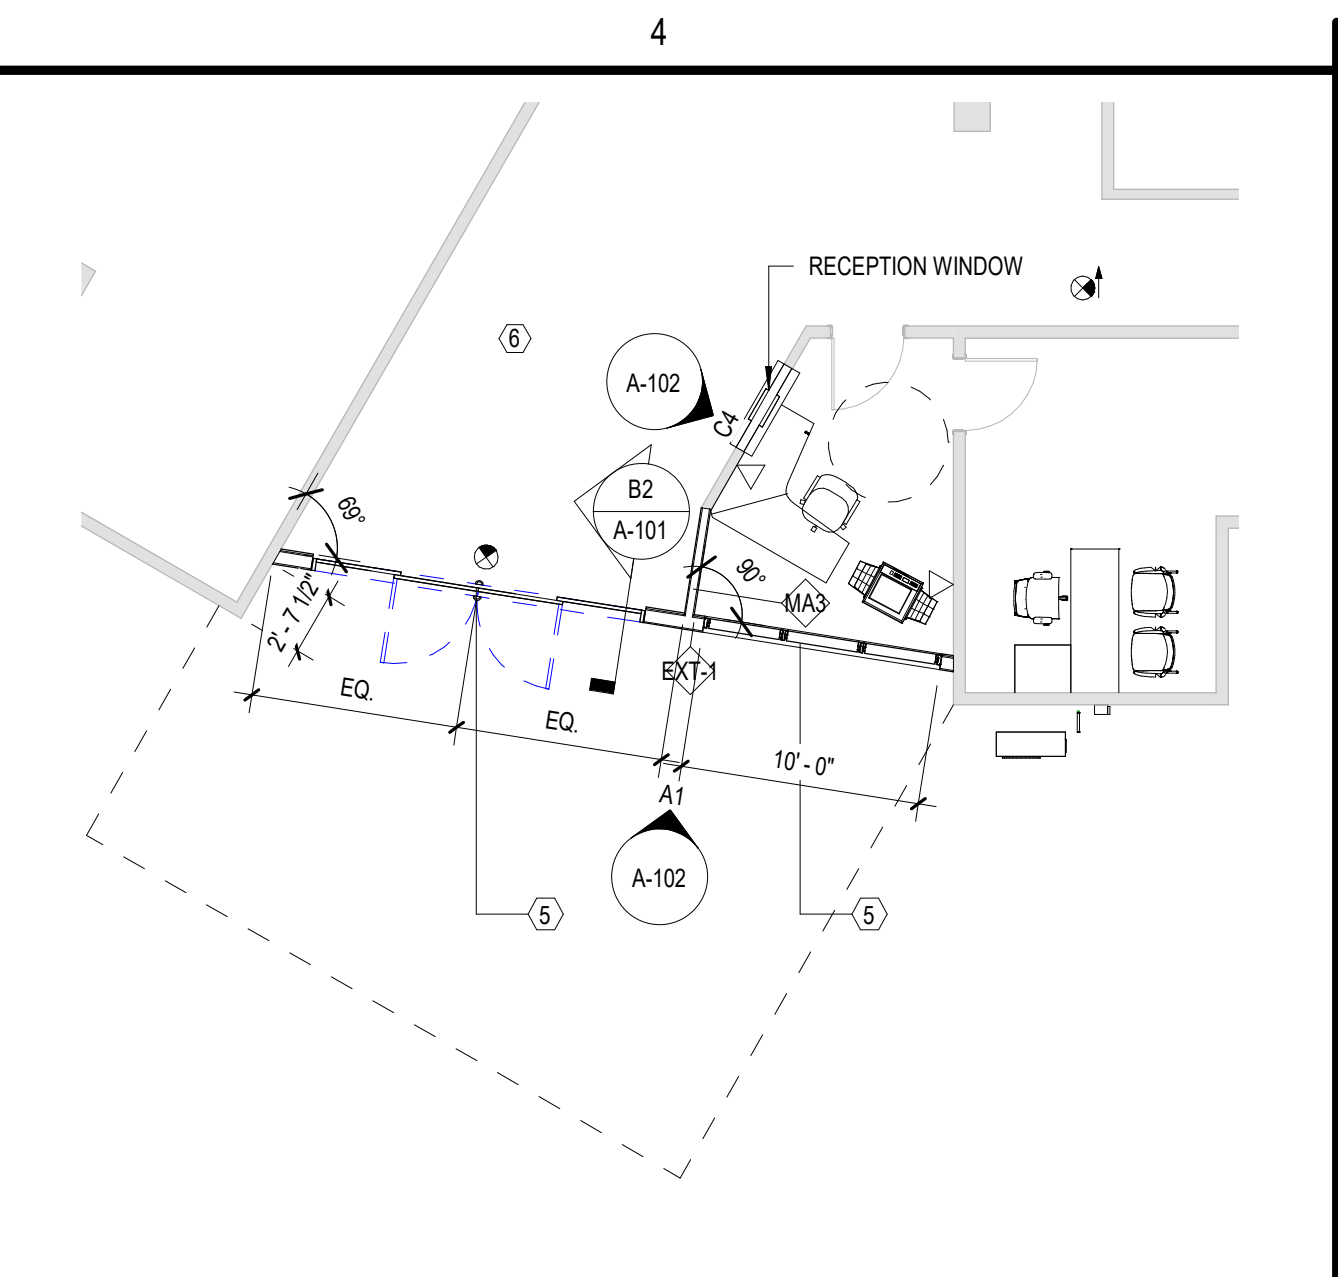 4
RECEPTION WINDOW
6
A-102
C4
B2
A-101
69°
90°
MA3
2' - 7 1/2"
EXT-1
EQ.
EQ.
10' - 0"
A1
A-102
5
5